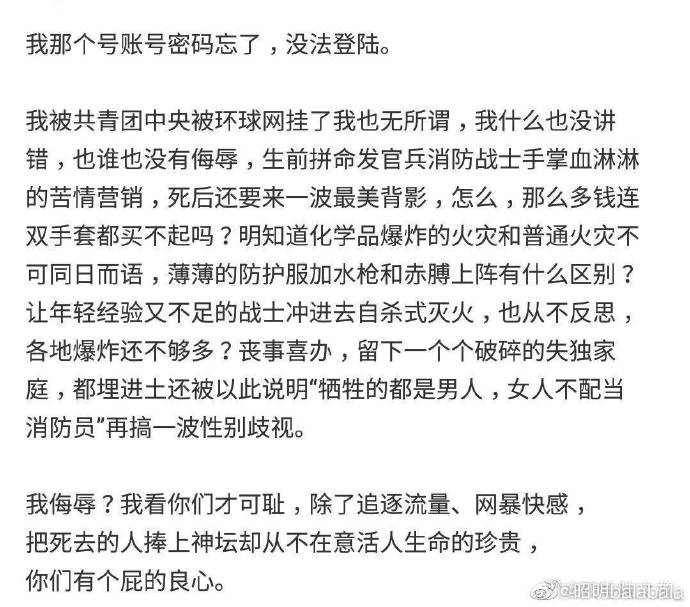 我那个号账号密码忘了，没法登陆。
我被共青团中央被环球网挂了我也无所谓，我什么也没讲
错，也谁也没有侮辱，生前拼命发官兵消防战士手掌血淋淋
的苦情营销，死后还要来一波最美背影，怎么，那么多钱连
双手套都买不起吗？明知道化学品爆炸的火灾和普通火灾不
可同日而语，薄薄的防护服加水枪和赤膊上阵有什么区别？
让年轻经验又不足的战士冲进去自杀式灭火，也从不反思，
各地爆炸还不够多？丧事喜办，留下一个个破碎的失独家
庭，都埋进土还被以此说明“牺牲的都是男人，女人不配当
消防员”再搞一波性别歧视。
我侮辱？我看你们才可耻，除了追逐流量、网暴快感，
把死去的人捧上神坛却从不在意活人生命的珍贵，
你们有个屁的良心。